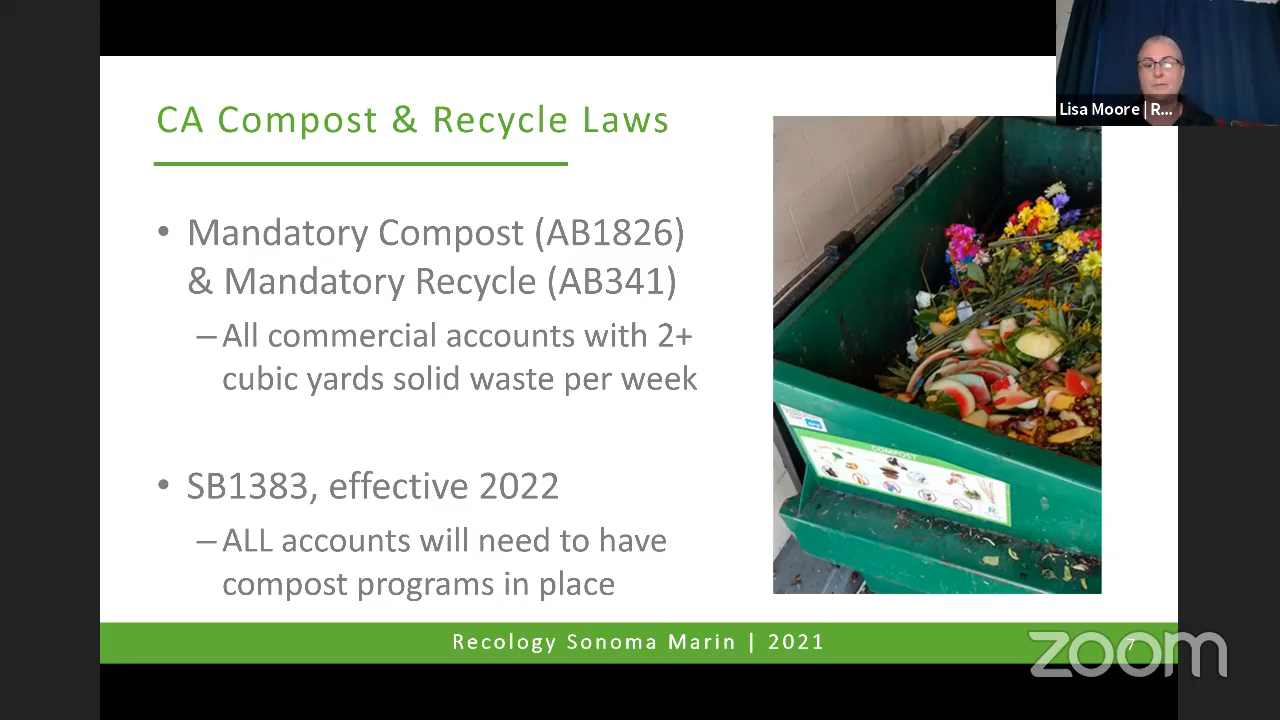 CA Compost & Recycle Laws
• Mandatory Compost (AB1826)
& Mandatory Recycle (AB341)
–All commercial accounts with 2+
cubic yards solid waste per week
• SB1383, effective 2022
–ALL accounts will need to have
compost programs in place
Lisa Moore | R...
COMPOST
Recology Sonoma Marin | 2021
7
zoom